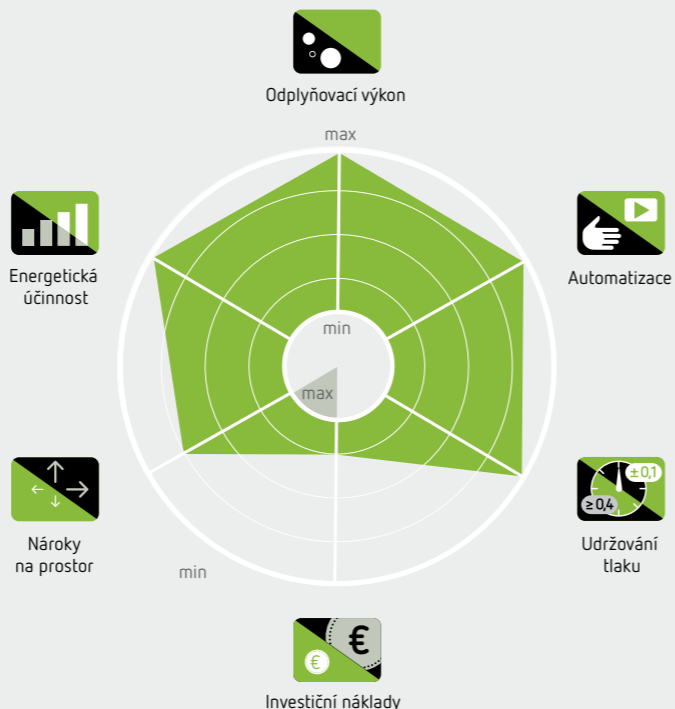 Odplyňovací výkon
max
Energetická
účinnost
Automatizace
min
max
± 0,1
≥ 0,4
Nároky
na prostor
Udržování
tlaku
min
€
€
Investiční náklady